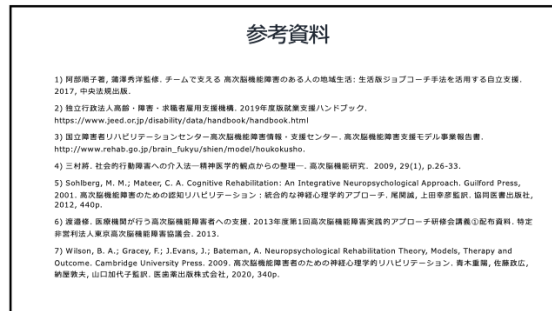 参考資料
1) 阿部順子著, 蒲澤秀洋監修. チームで支える 高次脳機能障害のある人の地域生活: 生活版ジョブコーチ手法を活用する自立支援.
2017, 中央法規出版.
2) 独立行政法人高齢・障害・求職者雇用支援機構. 2019年度版就業支援ハンドブック.
https://www.jeed.or.jp/disability/data/handbook/handbook.html
3) 国立障害者リハビリテーションセンター高次脳機能障害情報・支援センター. 高次脳機能障害支援モデル事業報告書.
http://www.rehab.go.jp/brain_fukyu/shien/model/houkokusho.
4) 三村將. 社会的行動障害への介入法―精神医学的観点からの整理―. 高次脳機能研究. 2009, 29(1), p.26-33.
5) Sohlberg, M. M.; Mateer, C. A. Cognitive Rehabilitation: An Integrative Neuropsychological Approach. Guilford Press,
2001. 高次脳機能障害のための認知リハビリテーション : 統合的な神経心理学的アプローチ. 尾関誠, 上田幸彦監訳. 協同医書出版社,
2012, 440p.
6) 渡邉修. 医療機関が行う高次脳機能障害者への支援. 2013年度第1回高次脳機能障害実践的アプローチ研修会講義①配布資料. 特定
非営利法人東京高次脳機能障害協議会. 2013.
7) Wilson, B. A.; Gracey, F.; J.Evans, J.; Bateman, A. Neuropsychological Rehabilitation Theory, Models, Therapy and
Outcome. Cambridge University Press. 2009. 高次脳機能障害者のための神経心理学的リハビリテーション. 青木重陽, 佐藤政広,
納屋敦夫, 山口加代子監訳. 医歯薬出版株式会社, 2020, 340p.